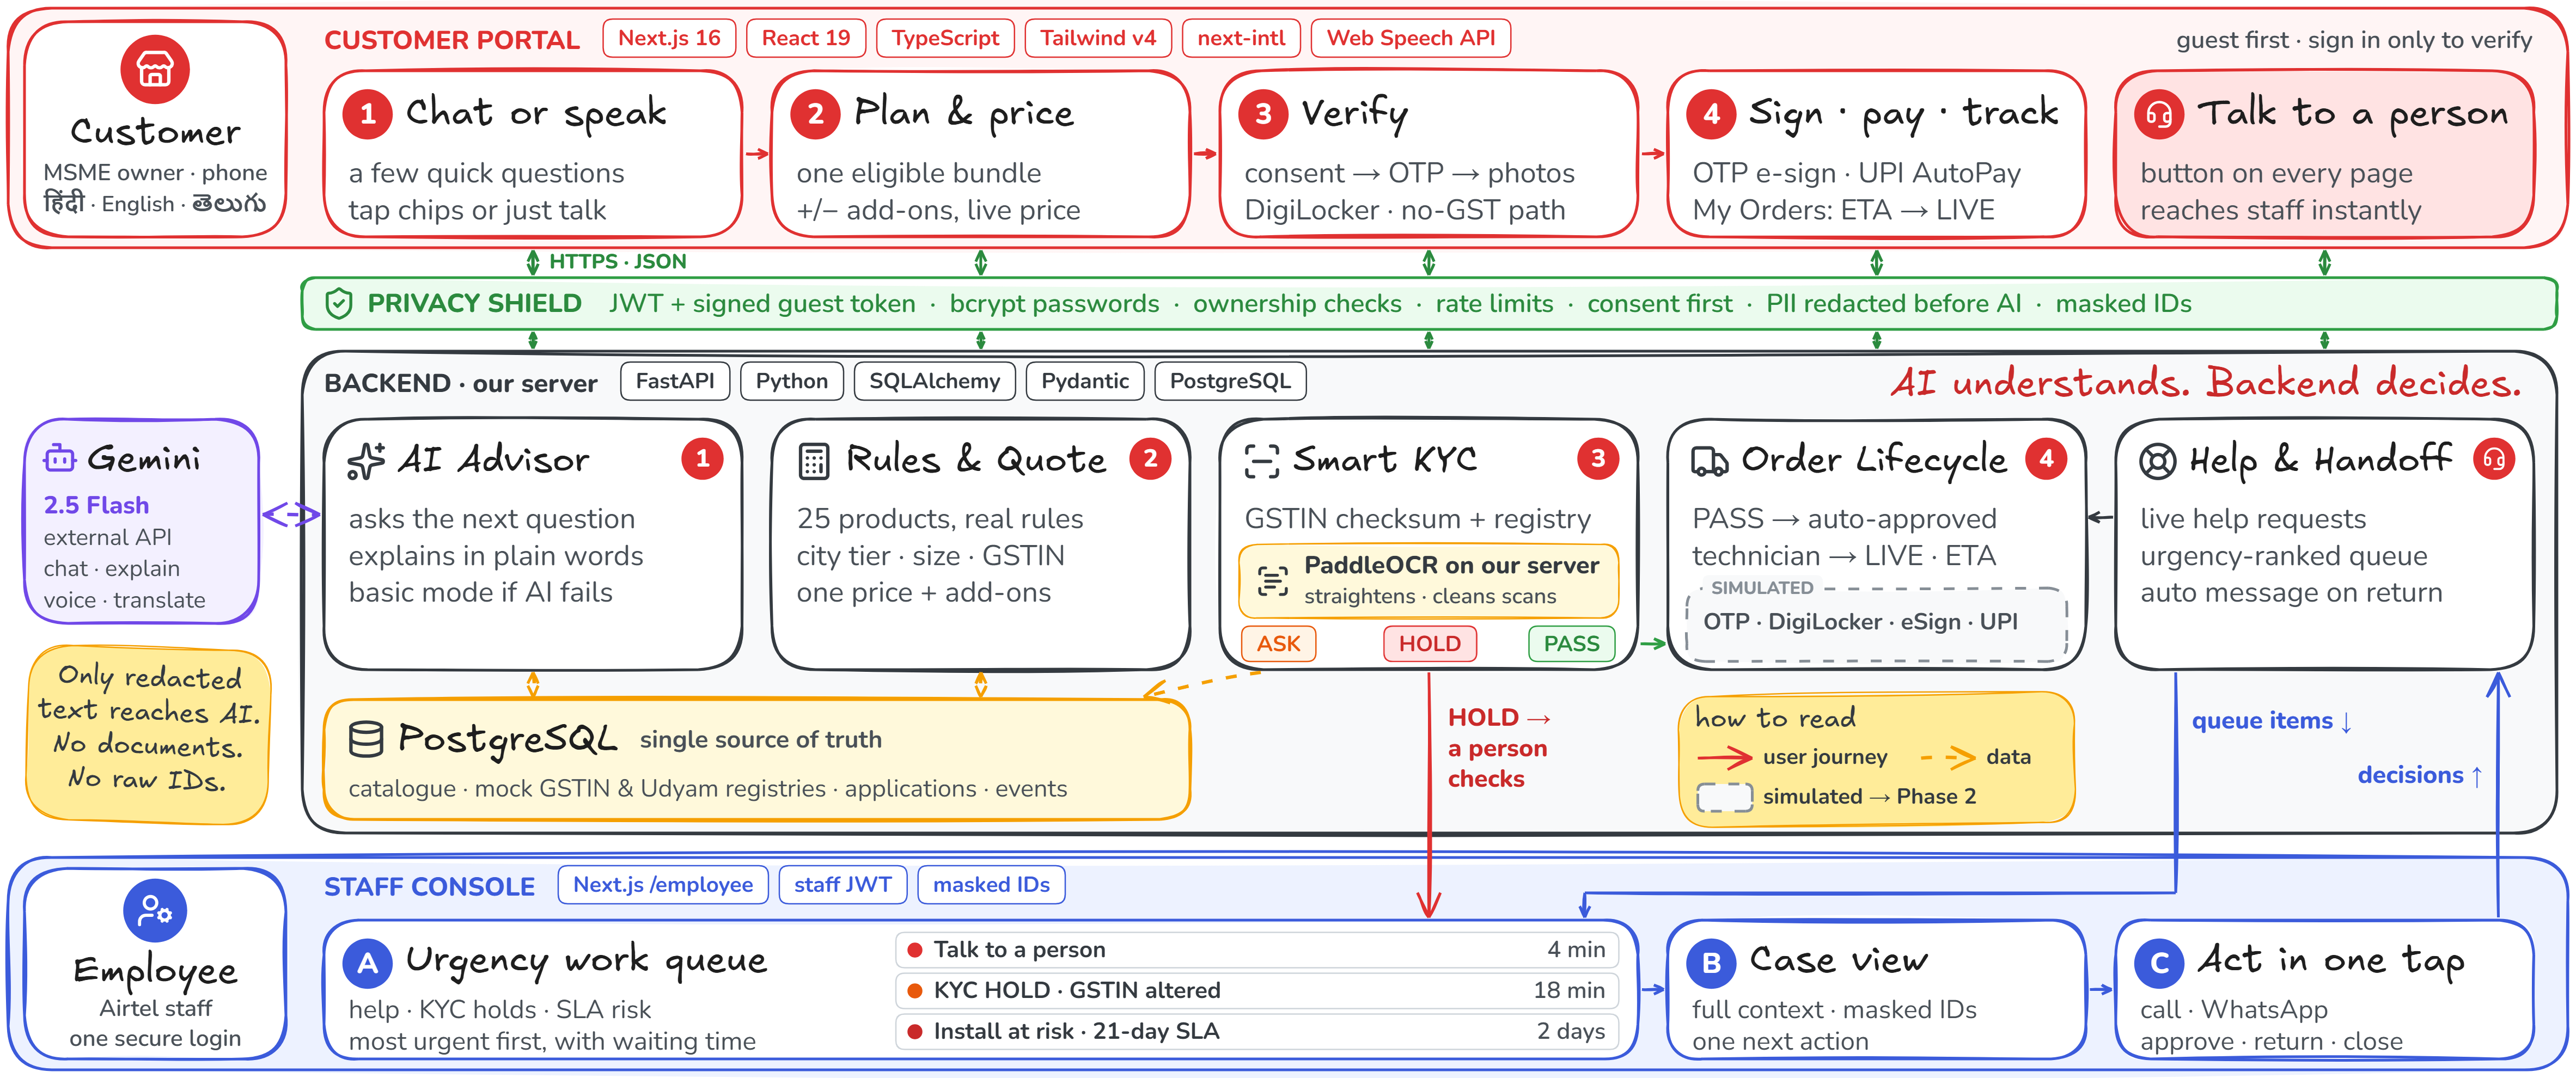 CUSTOMER PORTAL
Next.js 16
React 19
TypeScript
Tailwind v4
next-intl
Web Speech API
guest first · sign in only to verify
Customer
MSME owner · phone
हिंदी · English · తెలుగు
1 Chat or speak
a few quick questions
tap chips or just talk
2 Plan & price
one eligible bundle
+/− add-ons, live price
3 Verify
consent → OTP → photos
DigiLocker · no-GST path
4 Sign · pay · track
OTP e-sign · UPI AutoPay
My Orders: ETA → LIVE
Talk to a person
button on every page
reaches staff instantly
HTTPS · JSON
PRIVACY SHIELD JWT + signed guest token · bcrypt passwords · ownership checks · rate limits · consent first · PII redacted before AI · masked IDs
BACKEND · our server
FastAPI
Python
SQLAlchemy
Pydantic
PostgreSQL
AI understands. Backend decides.
Gemini
2.5 Flash
external API
chat · explain
voice · translate
Only redacted
text reaches AI.
No documents.
No raw IDs.
AI Advisor 1
asks the next question
explains in plain words
basic mode if AI fails
Rules & Quote 2
25 products, real rules
city tier · size · GSTIN
one price + add-ons
Smart KYC 3
GSTIN checksum + registry
PaddleOCR on our server
straightens · cleans scans
ASK
HOLD
PASS
Order Lifecycle 4
PASS → auto-approved
technician → LIVE · ETA
SIMULATED
OTP · DigiLocker · eSign · UPI
Help & Handoff
live help requests
urgency-ranked queue
auto message on return
PostgreSQL single source of truth
catalogue · mock GSTIN & Udyam registries · applications · events
HOLD →
a person
checks
how to read
user journey
data
simulated → Phase 2
queue items ↓
decisions ↑
STAFF CONSOLE
Next.js /employee
staff JWT
masked IDs
Employee
Airtel staff
one secure login
A Urgency work queue
help · KYC holds · SLA risk
most urgent first, with waiting time
Talk to a person 4 min
KYC HOLD · GSTIN altered 18 min
Install at risk · 21-day SLA 2 days
B Case view
full context · masked IDs
one next action
C Act in one tap
call · WhatsApp
approve · return · close